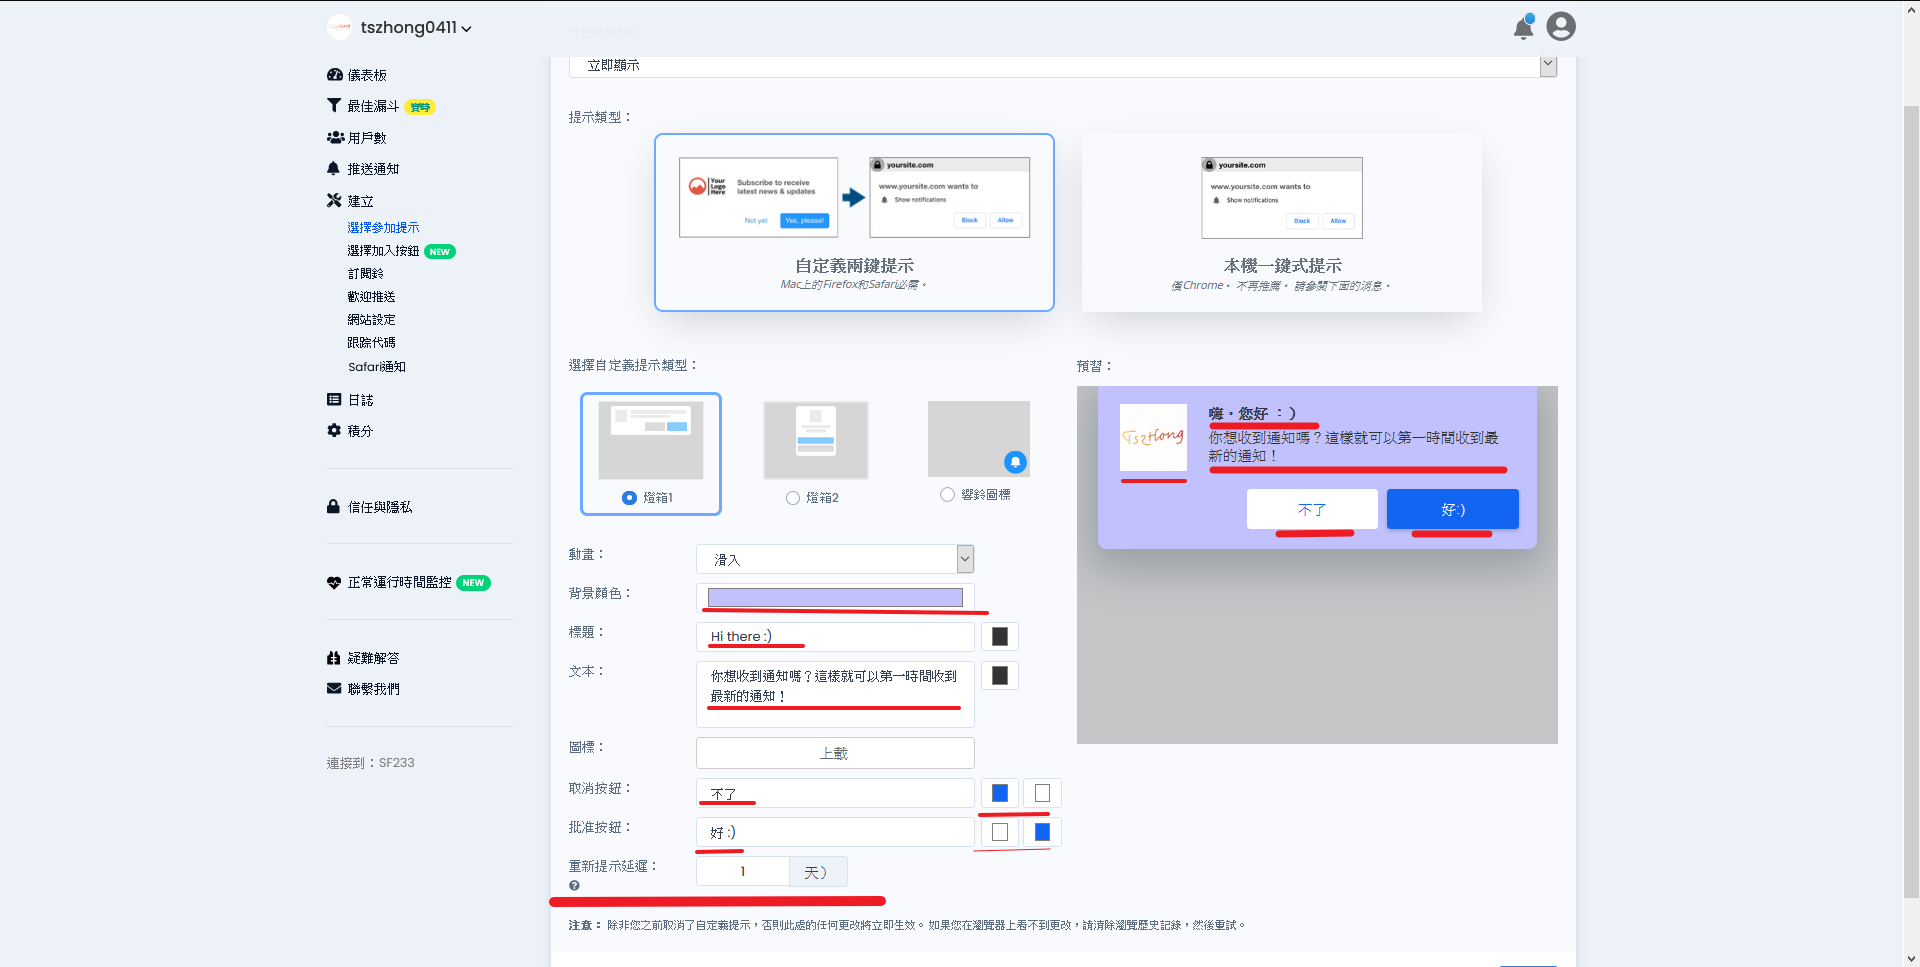 tszhong0411
儀表板
最佳漏斗
用戶數
推送通知
建立
選擇參加提示
選擇加入按鈕 NEW
訂閱鈴
歡迎推送
網站設定
跟踪代碼
Safari通知
日誌
積分
信任與隱私
正常運行時間監控 NEW
疑難解答
聯繫我們
連接到：SF233
立即顯示
提示類型：
Your Logo Here
Subscribe to receive
latest news & updates
Not yet
Yes, please!
yoursite.com
www.yoursite.com wants to
Show notifications
Block
Allow
自定義兩鍵提示
Mac上的Firefox和Safari必需。
yoursite.com
www.yoursite.com wants to
Show notifications
Block
Allow
本機一鍵式提示
僅Chrome。 不再推薦。 請參閱下面的消息。
選擇自定義提示類型：
燈箱1
燈箱2
響鈴圖標
動畫：
滑入
背景顏色：
標題：
Hi there :)
文本：
你想收到通知嗎？這樣就可以第一時間收到
最新的通知！
圖標：
上載
取消按鈕：
不了
批准按鈕：
好 :)
重新提示延遲：
1
天）
注意： 除非您之前取消了自定義提示，否則此處的任何更改將立即生效。 如果您在瀏覽器上看不到更改，請清除瀏覽歷史記錄，然後重試。
預習：
Tszhong
嗨，您好 ：）
你想收到通知嗎？這樣就可以第一時間收到最
新的通知！
不了
好:)